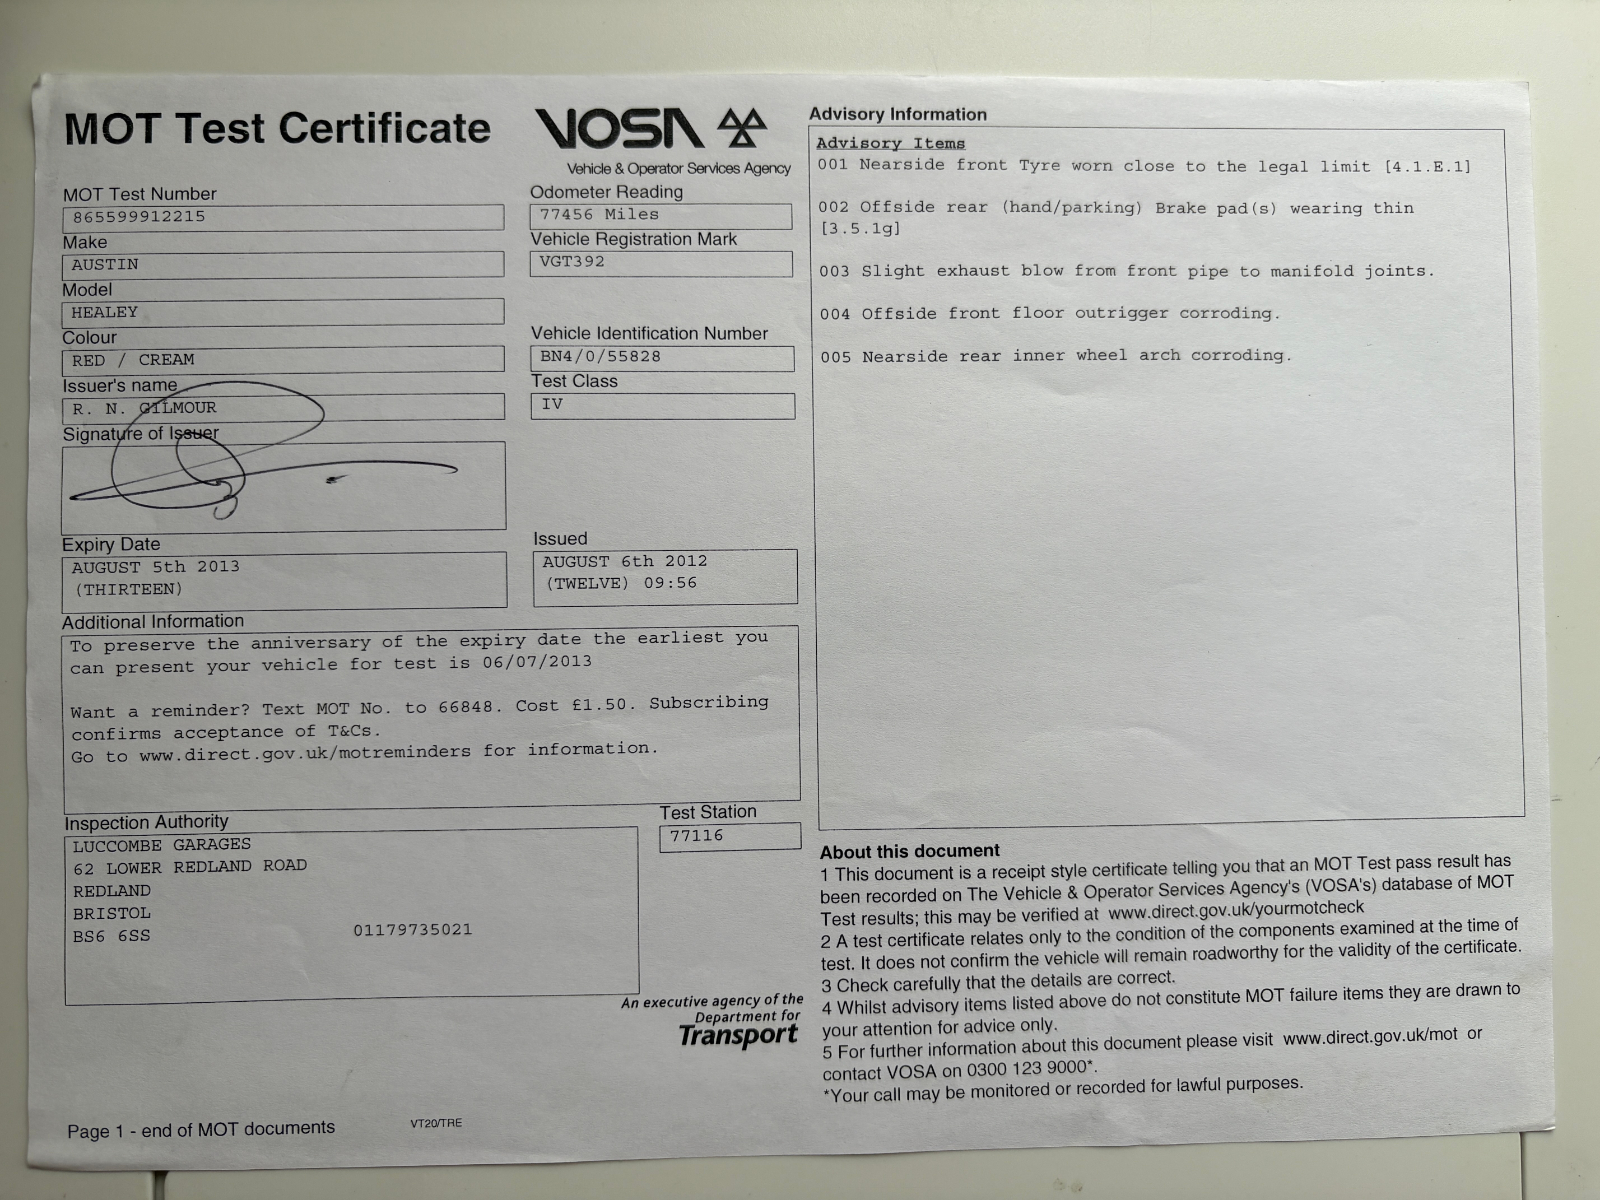 MOT Test Certificate
VOSA
Vehicle & Operator Services Agency
MOT Test Number
865599912215
Odometer Reading
77456 Miles
Make
AUSTIN
Vehicle Registration Mark
VGT392
Model
HEALEY
Colour
RED / CREAM
Vehicle Identification Number
BN4/0/55828
Issuer's name
R. N. GILMOUR
Test Class
IV
Signature of Issuer
Expiry Date
AUGUST 5th 2013
(THIRTEEN)
Issued
AUGUST 6th 2012
(TWELVE) 09:56
Additional Information
To preserve the anniversary of the expiry date the earliest you
can present your vehicle for test is 06/07/2013
Want a reminder? Text MOT No. to 66848. Cost £1.50. Subscribing
confirms acceptance of T&Cs.
Go to www.direct.gov.uk/motreminders for information.
Inspection Authority
LUCCOMBE GARAGES
62 LOWER REDLAND ROAD
REDLAND
BRISTOL
BS6 6SS 01179735021
Test Station
77116
An executive agency of the
Department for
Transport
Page 1 - end of MOT documents
VT20/TRE
Advisory Information
Advisory Items
001 Nearside front Tyre worn close to the legal limit [4.1.E.1]
002 Offside rear (hand/parking) Brake pad(s) wearing thin
[3.5.1g]
003 Slight exhaust blow from front pipe to manifold joints.
004 Offside front floor outrigger corroding.
005 Nearside rear inner wheel arch corroding.
About this document
1 This document is a receipt style certificate telling you that an MOT Test pass result has
been recorded on The Vehicle & Operator Services Agency's (VOSA's) database of MOT
Test results; this may be verified at www.direct.gov.uk/yourmotcheck
2 A test certificate relates only to the condition of the components examined at the time of
test. It does not confirm the vehicle will remain roadworthy for the validity of the certificate.
3 Check carefully that the details are correct.
4 Whilst advisory items listed above do not constitute MOT failure items they are drawn to
your attention for advice only.
5 For further information about this document please visit www.direct.gov.uk/mot or
contact VOSA on 0300 123 9000*.
*Your call may be monitored or recorded for lawful purposes.